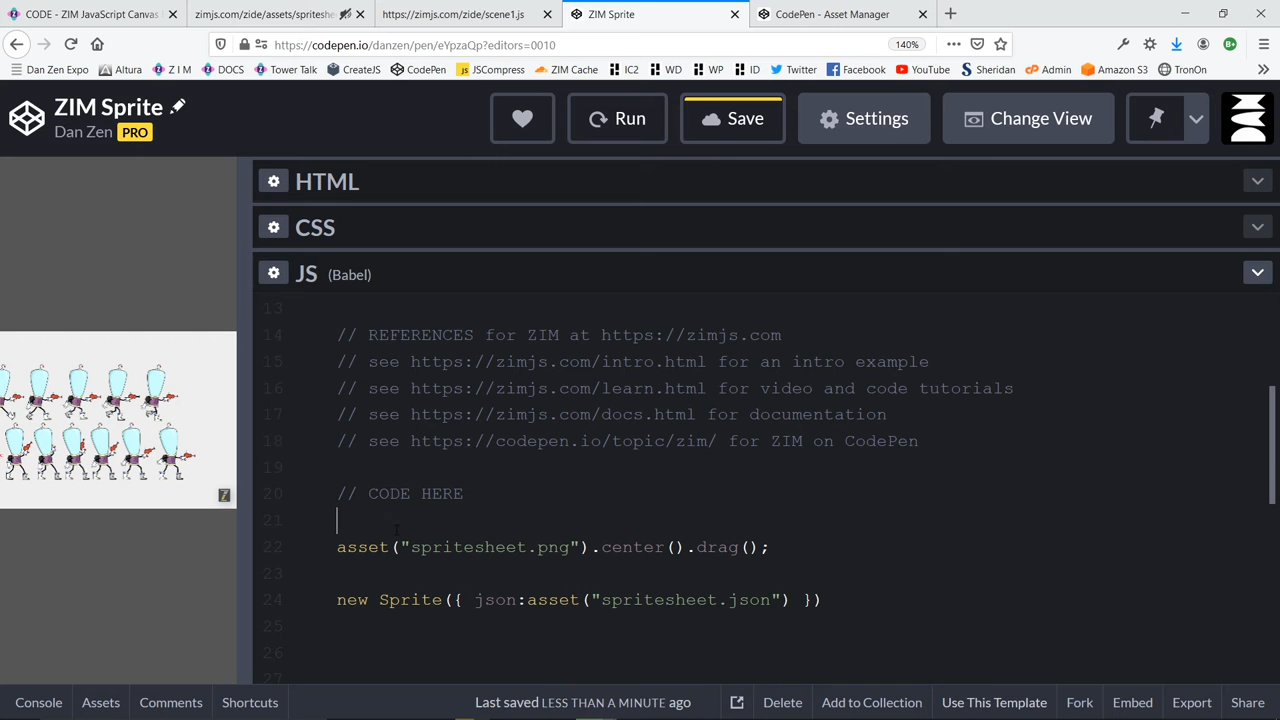 CODE - ZIM JavaScript Canvas
zimjs.com/zide/assets/spriteshe
https://zimjs.com/zide/scene1.js
ZIM Sprite
CodePen - Asset Manager
https://codepen.io/danzen/pen/eYpzaQp?editors=0010
140%
Dan Zen Expo
Altura
Z I M
DOCS
Tower Talk
CreateJS
CodePen
JSCompress
ZIM Cache
IC2
WD
WP
ID
Twitter
Facebook
YouTube
Sheridan
Admin
Amazon S3
TronOn
ZIM Sprite
Dan Zen PRO
Run
Save
Settings
Change View
HTML
CSS
JS (Babel)
13
14 // REFERENCES for ZIM at https://zimjs.com
15 // see https://zimjs.com/intro.html for an intro example
16 // see https://zimjs.com/learn.html for video and code tutorials
17 // see https://zimjs.com/docs.html for documentation
18 // see https://codepen.io/topic/zim/ for ZIM on CodePen
19
20 // CODE HERE
21
22 asset("spritesheet.png").center().drag();
23
24 new Sprite({ json:asset("spritesheet.json") })
25
26
27
Console
Assets
Comments
Shortcuts
Last saved LESS THAN A MINUTE ago
Delete
Add to Collection
Use This Template
Fork
Embed
Export
Share